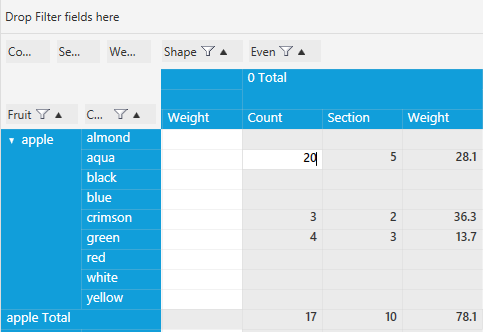 Drop Filter fields here
Co... Se... We... Shape Even
0 Total
Fruit C... Weight Count Section Weight
apple almond
aqua 20 5 28.1
black
blue
crimson 3 2 36.3
green 4 3 13.7
red
white
yellow
apple Total 17 10 78.1